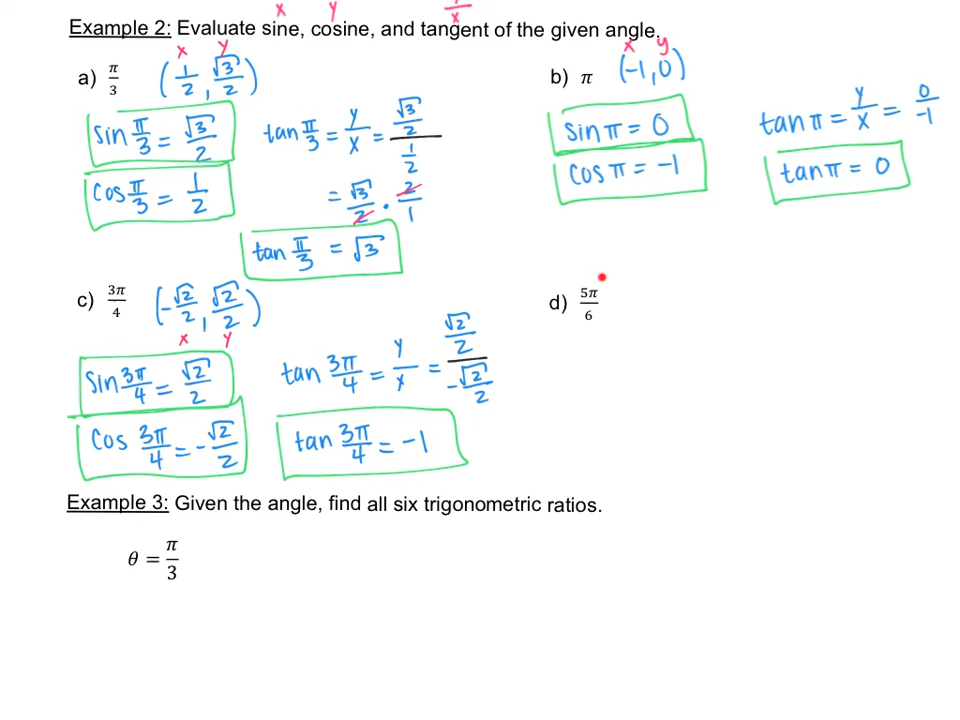 x y y/x
Example 2: Evaluate sine, cosine, and tangent of the given angle.
a) π/3 (1/2, √3/2)
x y
sin π/3 = √3/2
cos π/3 = 1/2
tan π/3 = y/x = (√3/2)/(1/2)
= √3/2 · 2/1
tan π/3 = √3
b) π (-1, 0)
x y
sin π = 0
cos π = -1
tan π = y/x = 0/-1
tan π = 0
c) 3π/4 (-√2/2, √2/2)
x y
sin 3π/4 = √2/2
cos 3π/4 = -√2/2
tan 3π/4 = y/x = (√2/2)/(-√2/2)
tan 3π/4 = -1
d) 5π/6
Example 3: Given the angle, find all six trigonometric ratios.
θ = π/3